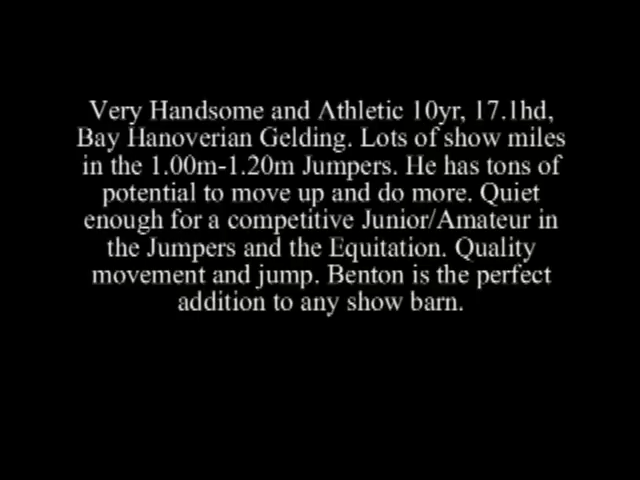 Very Handsome and Athletic 10yr, 17.1hd,
Bay Hanoverian Gelding. Lots of show miles
in the 1.00m-1.20m Jumpers. He has tons of
potential to move up and do more. Quiet
enough for a competitive Junior/Amateur in
the Jumpers and the Equitation. Quality
movement and jump. Benton is the perfect
addition to any show barn.